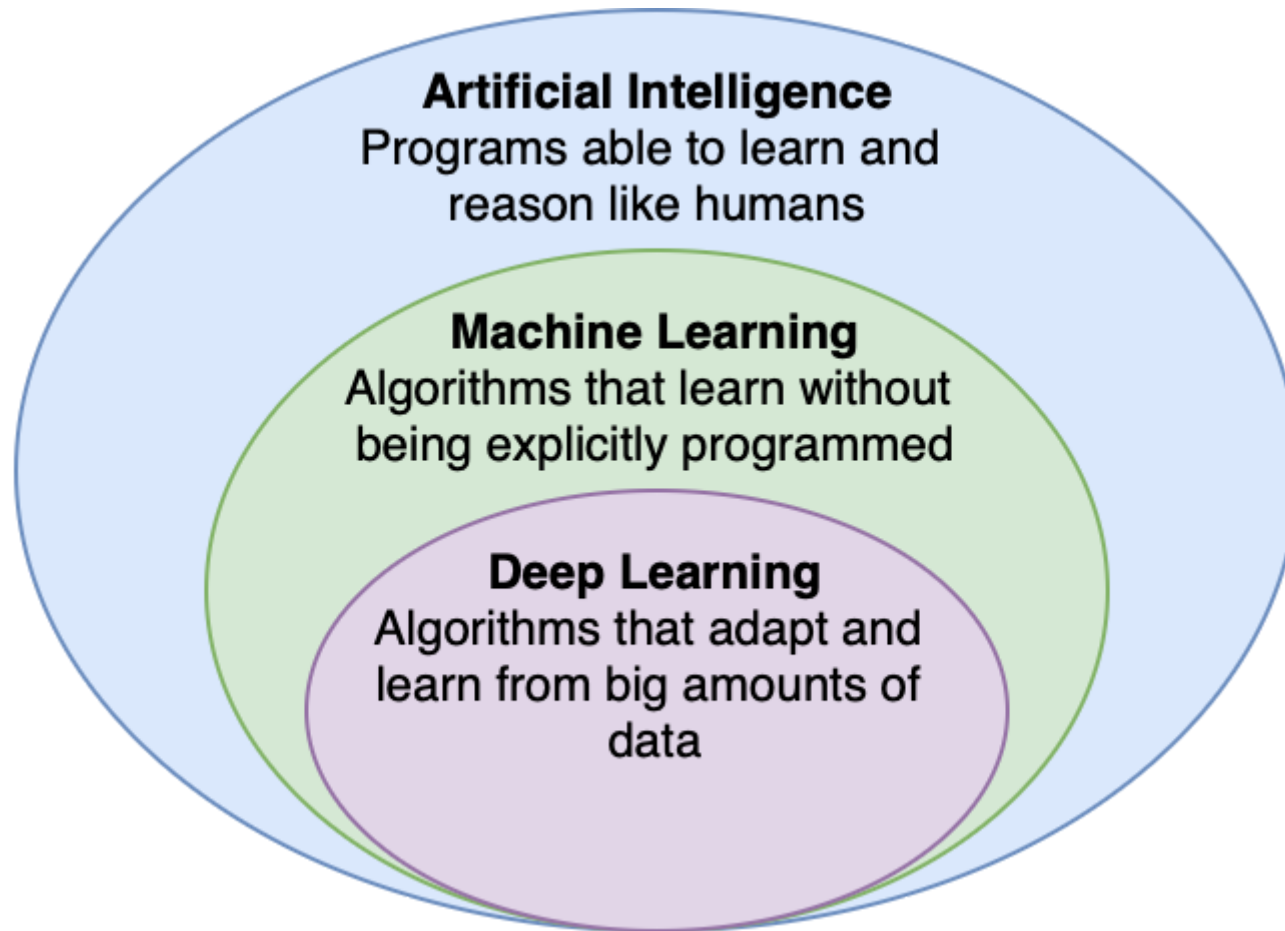 Artificial Intelligence
Programs able to learn and
reason like humans
Machine Learning
Algorithms that learn without
being explicitly programmed
Deep Learning
Algorithms that adapt and
learn from big amounts of
data